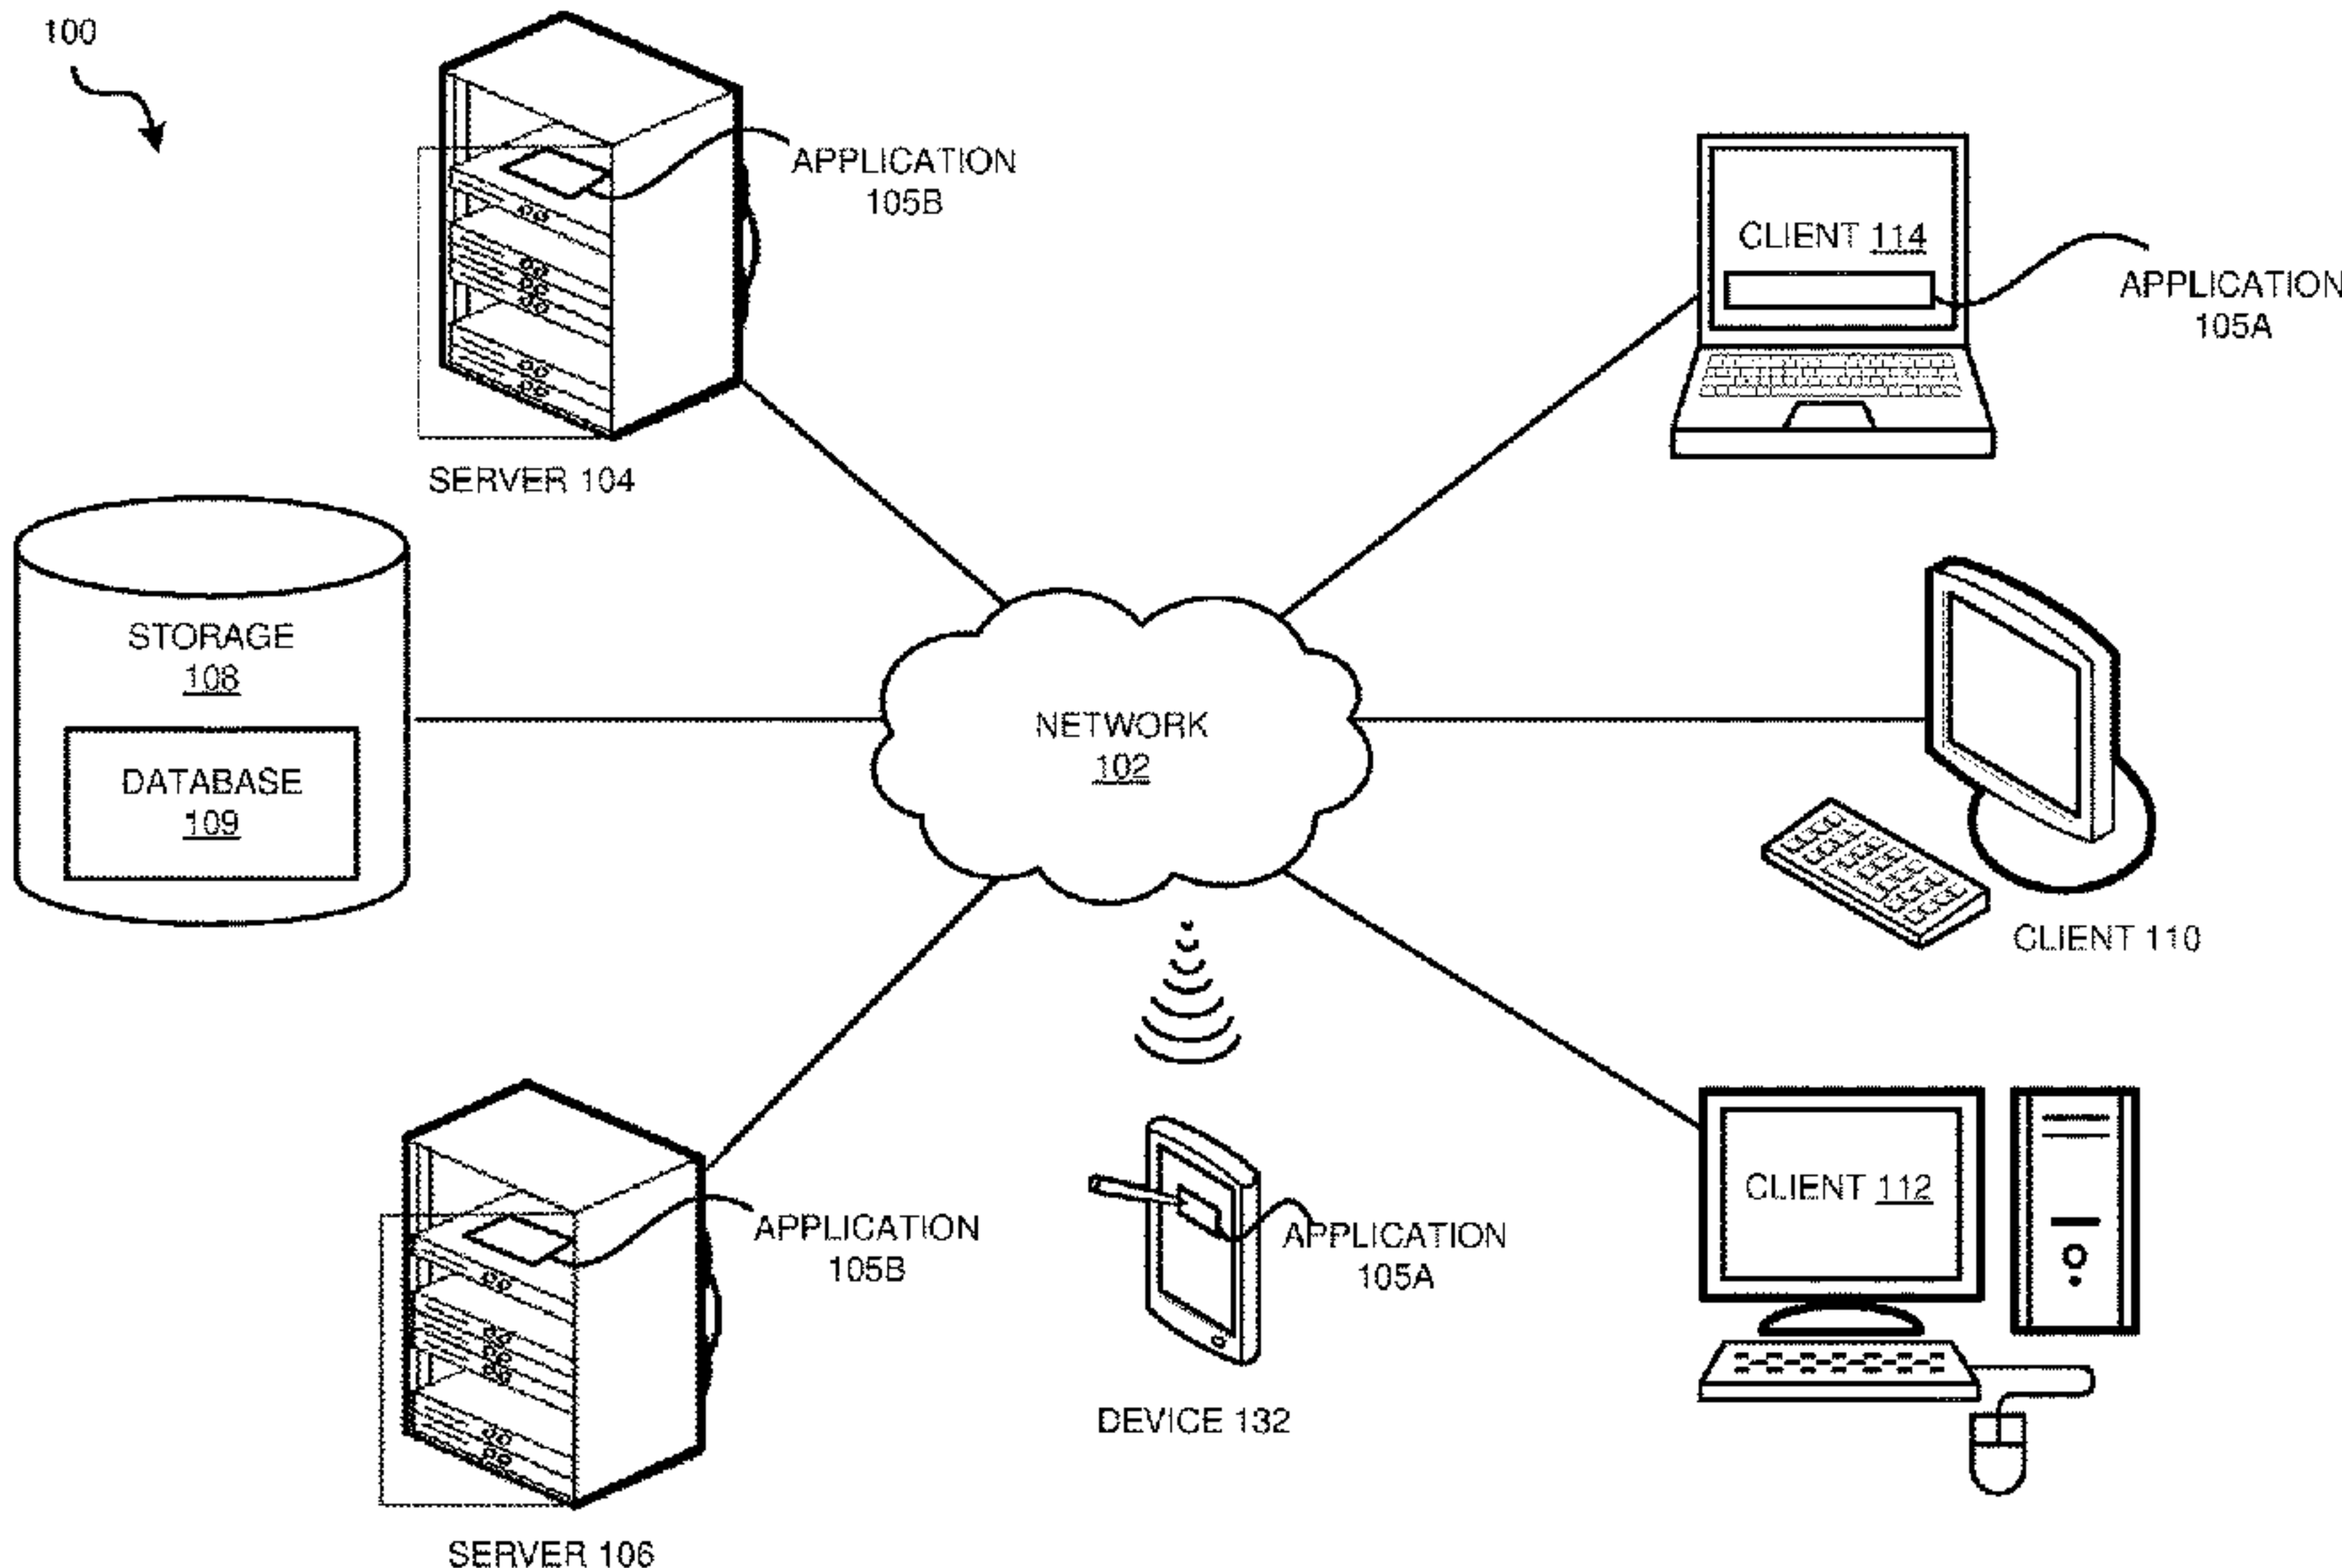 100
APPLICATION
105B
CLIENT 114
APPLICATION
105A
SERVER 104
STORAGE
108
DATABASE
109
NETWORK
102
CLIENT 110
APPLICATION
105B
APPLICATION
105A
CLIENT 112
DEVICE 132
SERVER 106